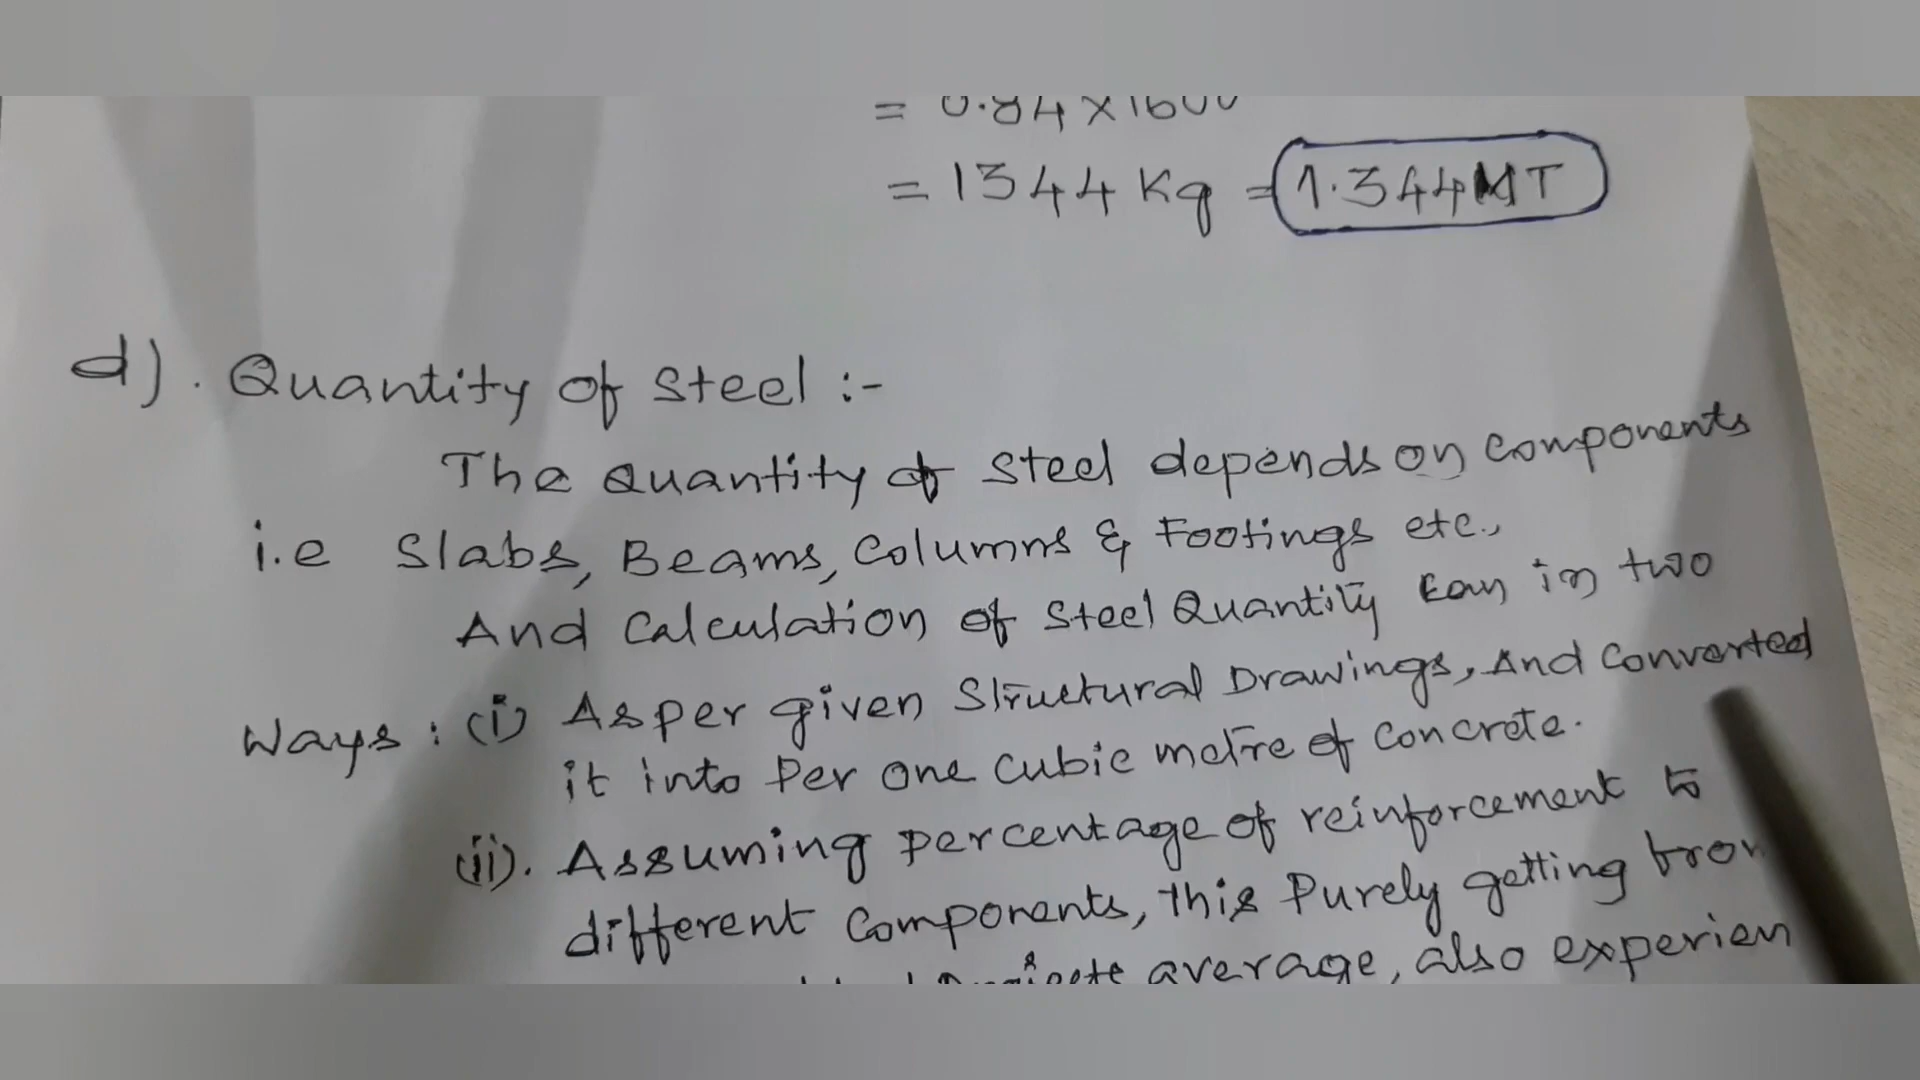 = 0.84 X 1600
= 1344 Kg = 1.344 MT
d). Quantity of Steel :-
The Quantity of Steel depends on Components
i.e Slabs, Beams, Columns & Footings etc.,
And Calculation of Steel Quantity can in two
Ways : (i) As per given Structural Drawings, And Converted
it into Per one Cubic metre of Concrete.
(ii). Assuming percentage of reinforcement to
different Components, this Purely getting from
average, also experien